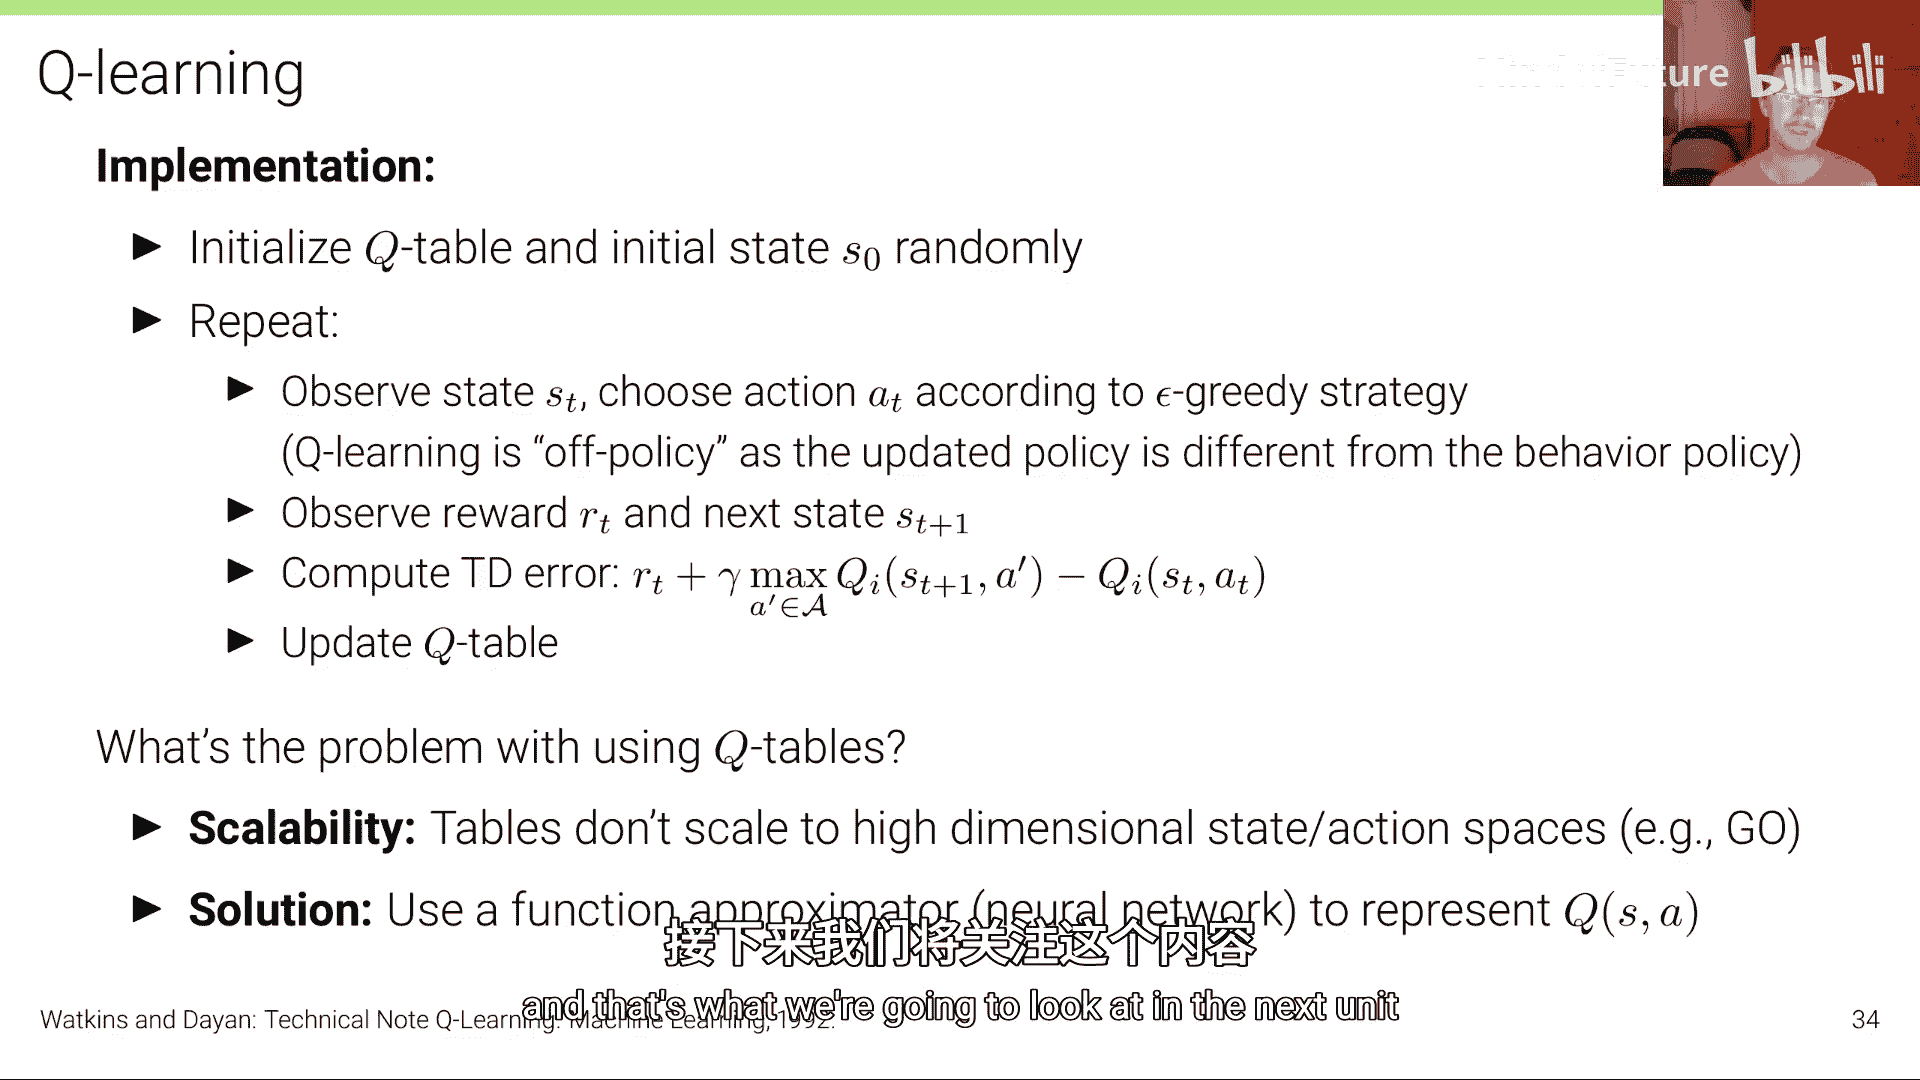 Q-learning
bilibili
Implementation:
► Initialize Q-table and initial state s₀ randomly
► Repeat:
► Observe state sₜ, choose action aₜ according to ϵ-greedy strategy
(Q-learning is “off-policy” as the updated policy is different from the behavior policy)
► Observe reward rₜ and next state sₜ₊₁
► Compute TD error: rₜ + γ max Qᵢ(sₜ₊₁, a′) − Qᵢ(sₜ, aₜ)
a′∈𝒜
► Update Q-table
What’s the problem with using Q-tables?
► Scalability: Tables don’t scale to high dimensional state/action spaces (e.g., GO)
► Solution: Use a function approximator (neural network) to represent Q(s, a)
接下来我们将关注这个内容
and that's what we're going to look at in the next unit
Watkins and Dayan: Technical Note Q-Learning. Machine Learning, 1992.
34